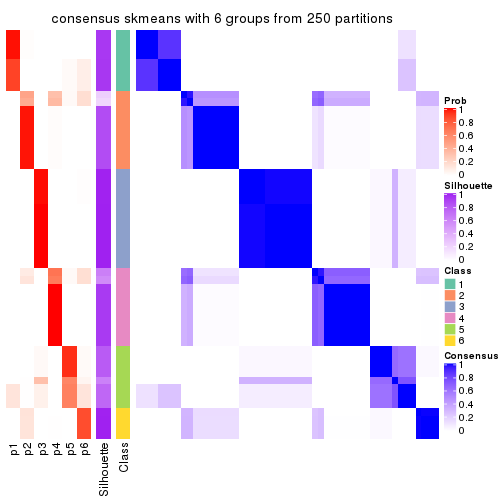 consensus skmeans with 6 groups from 250 partitions
Prob
1
0.8
0.6
0.4
0.2
0
Silhouette
1
0.8
0.6
0.4
0.2
0
Class
1
2
3
4
5
6
Consensus
1
0.8
0.6
0.4
0.2
0
p1
p2
p3
p4
p5
p6
Silhouette
Class